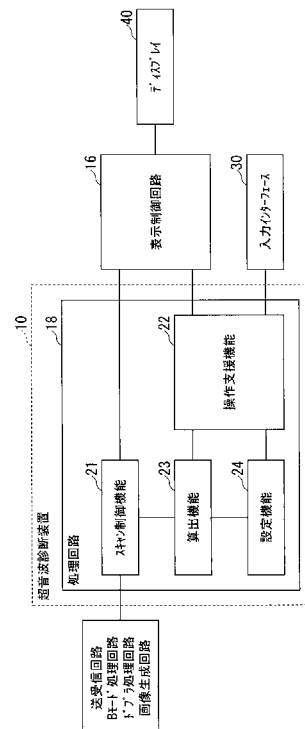 超音波診断装置
10
処理回路
18
送受信回路
Bモード処理回路
ドプラ処理回路
画像生成回路
スキャン制御機能
21
算出機能
23
設定機能
24
操作支援機能
22
表示制御回路
16
入力インターフェース
30
ディスプレイ
40